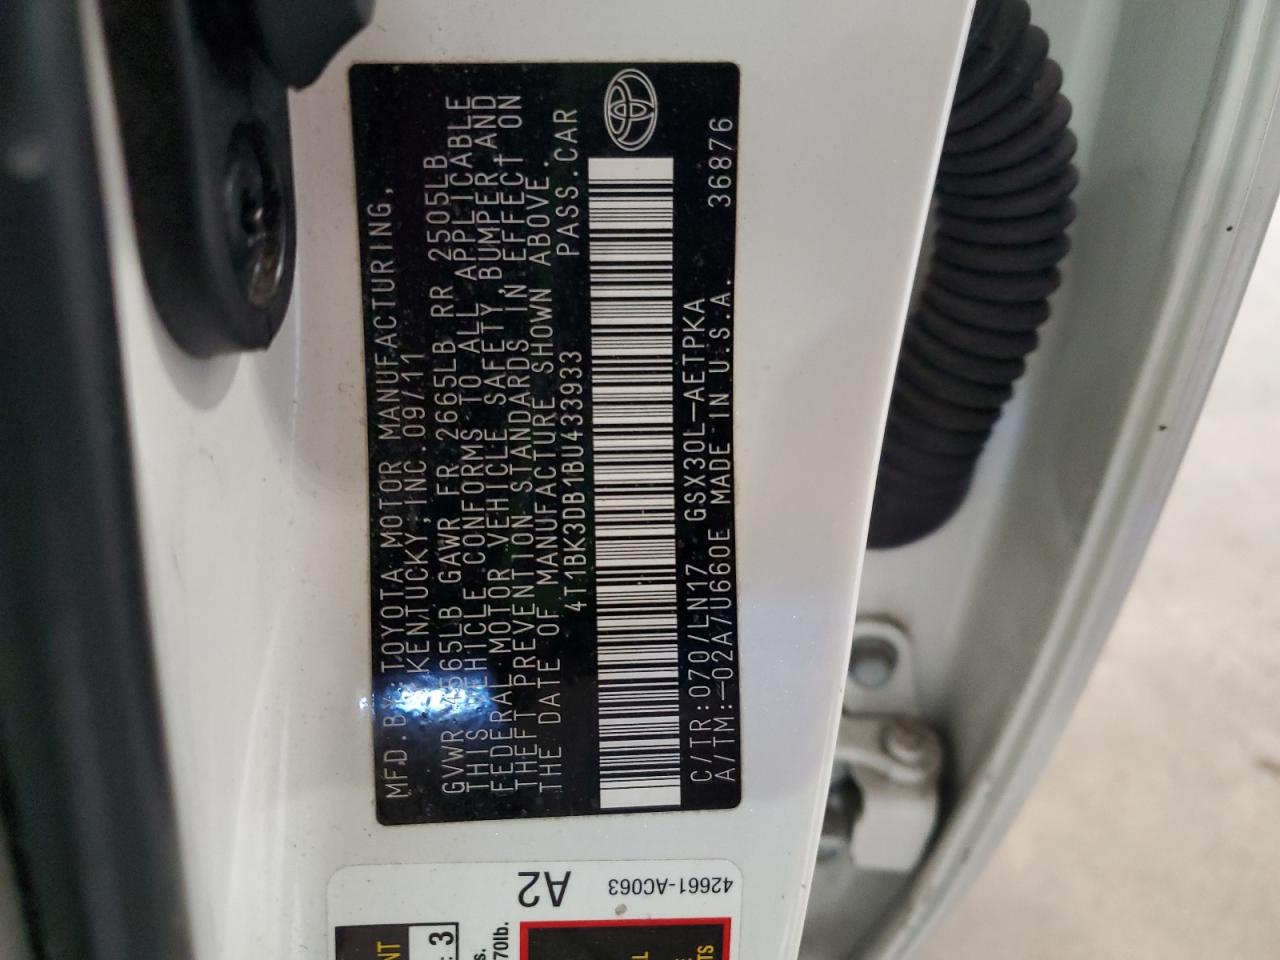 MFD. BY TOYOTA MOTOR MANUFACTURING,
KENTUCKY, INC. 09/11
GVWR 4565LB GAWR FR 2665LB RR 2505LB
THIS VEHICLE CONFORMS TO ALL APPLICABLE
FEDERAL MOTOR VEHICLE SAFETY, BUMPER, AND
THEFT PREVENTION STANDARDS IN EFFECT ON
THE DATE OF MANUFACTURE SHOWN ABOVE.
4T1BK3DB1BU433933 PASS.CAR
C/TR:070/LN17 GSX30L-AETPKA
A/TM:-02A/U660E MADE IN U.S.A. 36876
A2
42661-AC063
3
70lb.